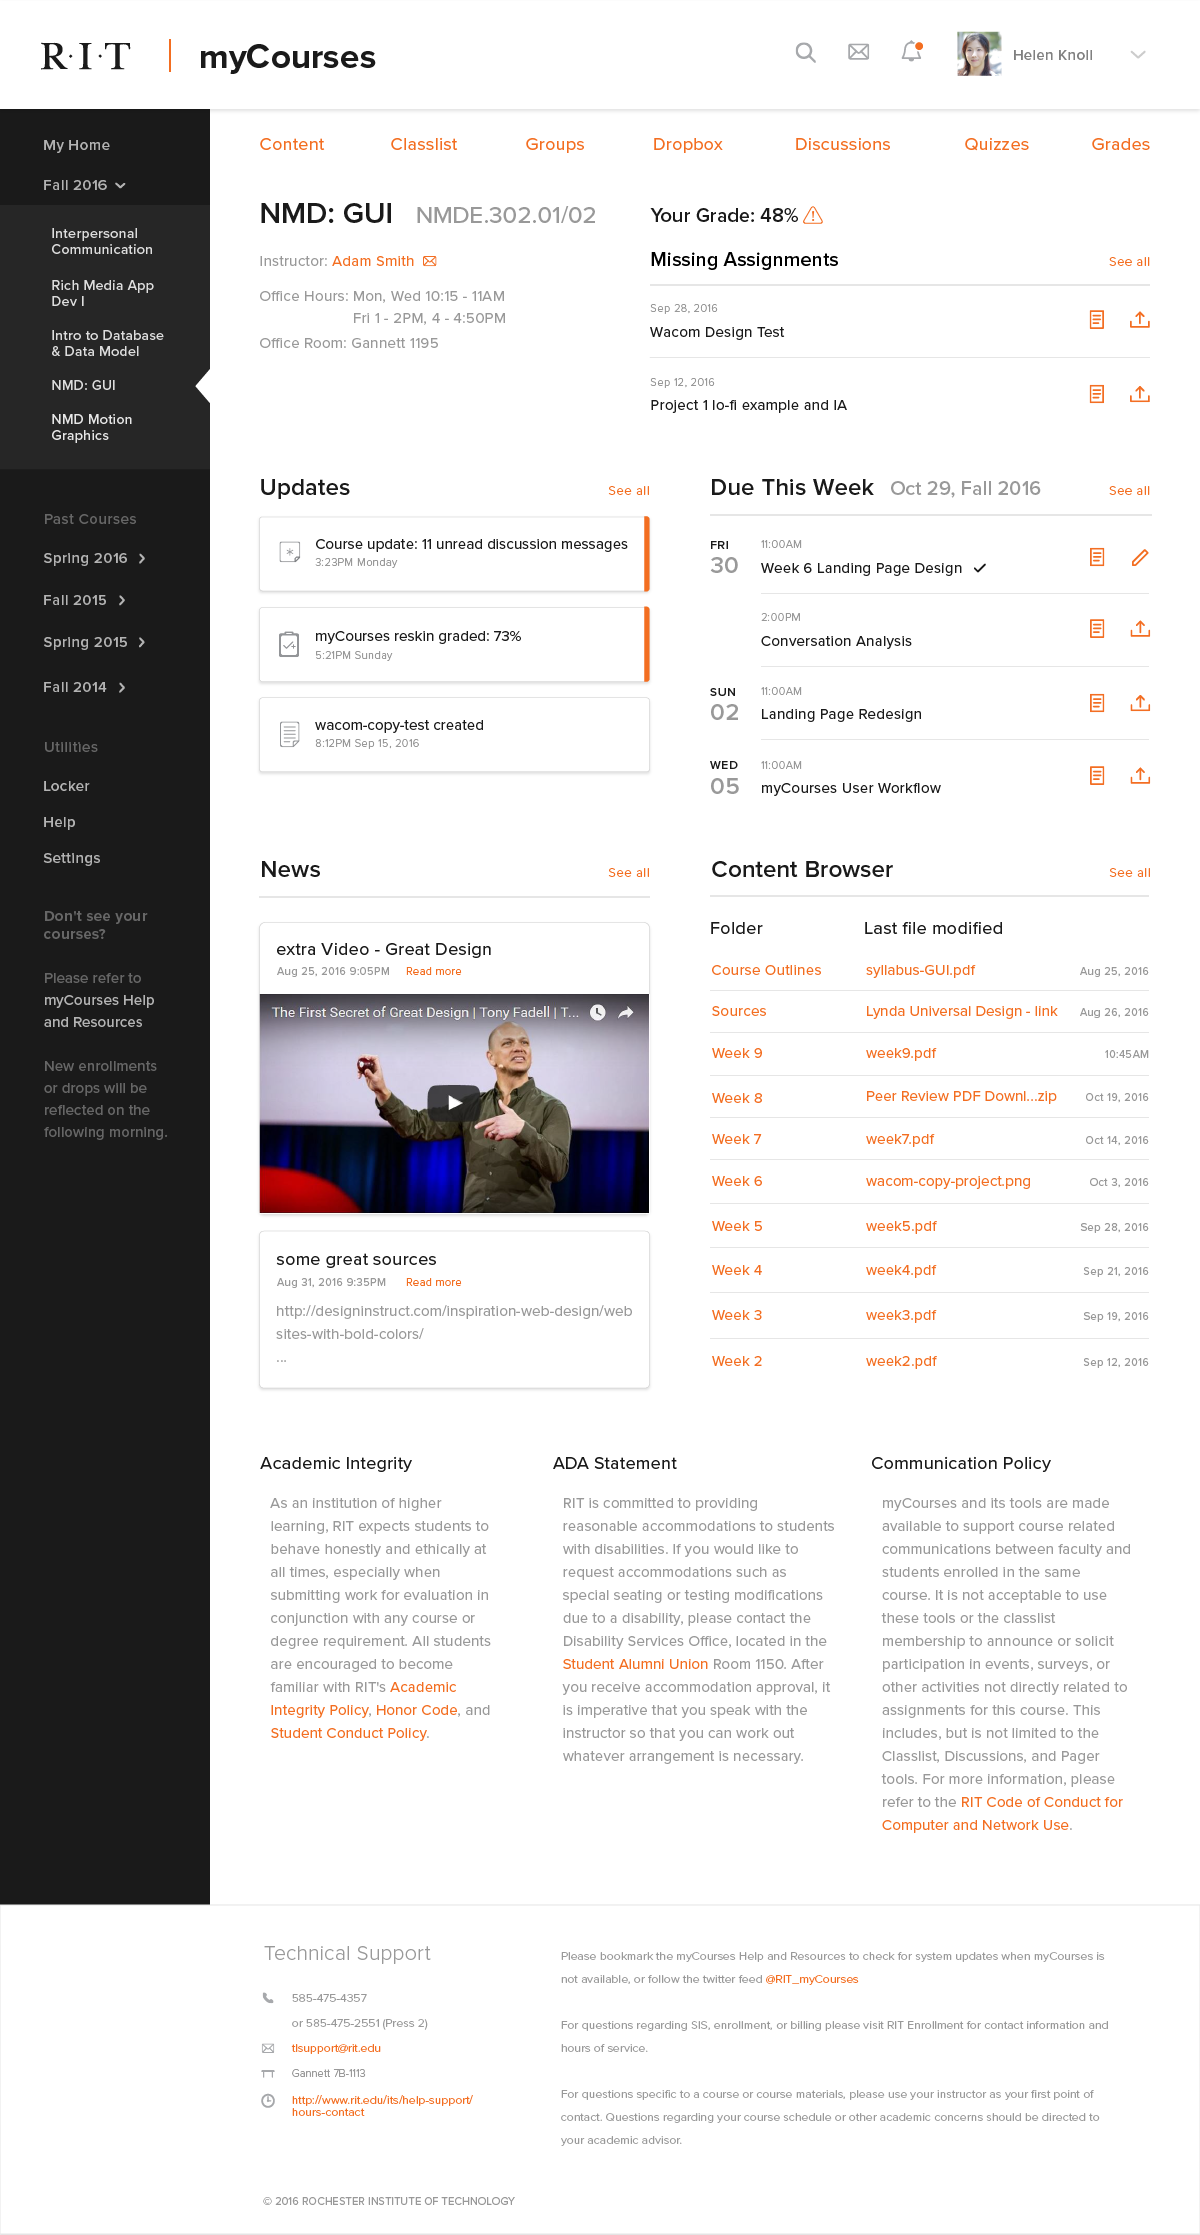 R·I·T
myCourses
Helen Knoll
My Home
Fall 2016
Interpersonal
Communication
Rich Media App
Dev I
Intro to Database
& Data Model
NMD: GUI
NMD Motion
Graphics
Past Courses
Spring 2016
Fall 2015
Spring 2015
Fall 2014
Utilities
Locker
Help
Settings
Don't see your
courses?
Please refer to
myCourses Help
and Resources
New enrollments
or drops will be
reflected on the
following morning.
Content Classlist Groups Dropbox Discussions Quizzes Grades
NMD: GUI NMDE.302.01/02
Instructor: Adam Smith
Office Hours: Mon, Wed 10:15 - 11AM
Fri 1 - 2PM, 4 - 4:50PM
Office Room: Gannett 1195
Your Grade: 48%
Missing Assignments See all
Sep 28, 2016
Wacom Design Test
Sep 12, 2016
Project 1 lo-fi example and IA
Updates See all
Course update: 11 unread discussion messages
3:23PM Monday
myCourses reskin graded: 73%
5:21PM Sunday
wacom-copy-test created
8:12PM Sep 15, 2016
Due This Week Oct 29, Fall 2016 See all
FRI
30
11:00AM
Week 6 Landing Page Design
2:00PM
Conversation Analysis
SUN
02
11:00AM
Landing Page Redesign
WED
05
11:00AM
myCourses User Workflow
News See all
extra Video - Great Design
Aug 25, 2016 9:05PM Read more
The First Secret of Great Design | Tony Fadell | T...
some great sources
Aug 31, 2016 9:35PM Read more
http://designinstruct.com/inspiration-web-design/web
sites-with-bold-colors/
...
Content Browser See all
Folder Last file modified
Course Outlines syllabus-GUI.pdf Aug 25, 2016
Sources Lynda Universal Design - link Aug 26, 2016
Week 9 week9.pdf 10:45AM
Week 8 Peer Review PDF Downl...zip Oct 19, 2016
Week 7 week7.pdf Oct 14, 2016
Week 6 wacom-copy-project.png Oct 3, 2016
Week 5 week5.pdf Sep 28, 2016
Week 4 week4.pdf Sep 21, 2016
Week 3 week3.pdf Sep 19, 2016
Week 2 week2.pdf Sep 12, 2016
Academic Integrity
As an institution of higher
learning, RIT expects students to
behave honestly and ethically at
all times, especially when
submitting work for evaluation in
conjunction with any course or
degree requirement. All students
are encouraged to become
familiar with RIT's Academic
Integrity Policy, Honor Code, and
Student Conduct Policy.
ADA Statement
RIT is committed to providing
reasonable accommodations to students
with disabilities. If you would like to
request accommodations such as
special seating or testing modifications
due to a disability, please contact the
Disability Services Office, located in the
Student Alumni Union Room 1150. After
you receive accommodation approval, it
is imperative that you speak with the
instructor so that you can work out
whatever arrangement is necessary.
Communication Policy
myCourses and its tools are made
available to support course related
communications between faculty and
students enrolled in the same
course. It is not acceptable to use
these tools or the classlist
membership to announce or solicit
participation in events, surveys, or
other activities not directly related to
assignments for this course. This
includes, but is not limited to the
Classlist, Discussions, and Pager
tools. For more information, please
refer to the RIT Code of Conduct for
Computer and Network Use.
Technical Support
585-475-4357
or 585-475-2551 (Press 2)
tlsupport@rit.edu
Gannett 7B-1113
http://www.rit.edu/its/help-support/
hours-contact
Please bookmark the myCourses Help and Resources to check for system updates when myCourses is
not available, or follow the twitter feed @RIT_myCourses
For questions regarding SIS, enrollment, or billing please visit RIT Enrollment for contact information and
hours of service.
For questions specific to a course or course materials, please use your instructor as your first point of
contact. Questions regarding your course schedule or other academic concerns should be directed to
your academic advisor.
© 2016 ROCHESTER INSTITUTE OF TECHNOLOGY